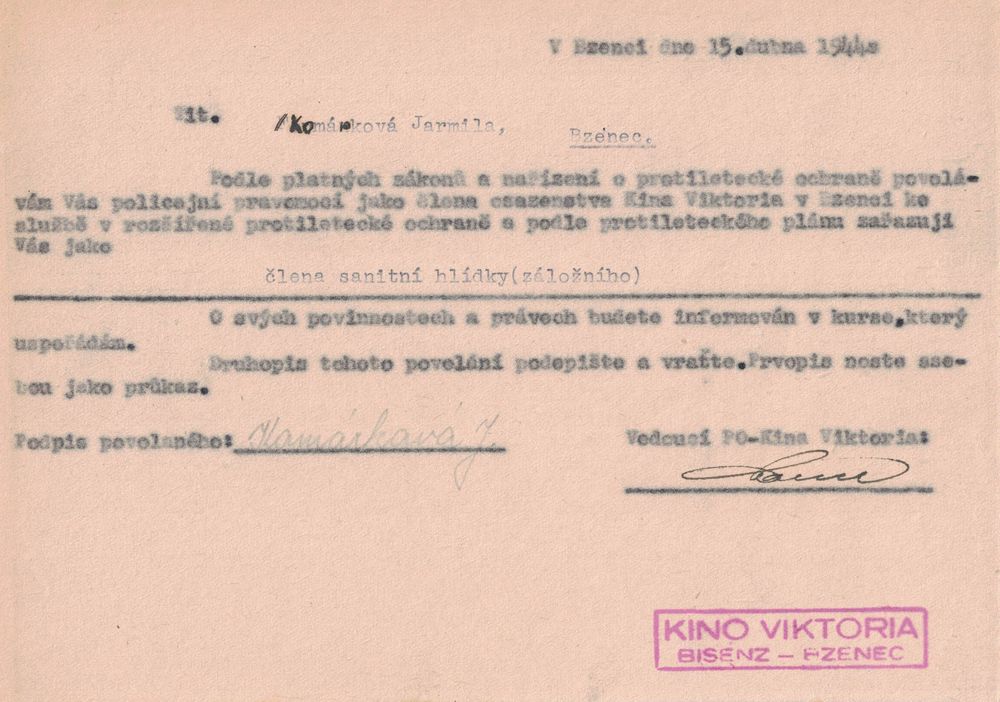 V Bzenci dne 15.dubna 1944.
Tit.
Komárková Jarmila, Bzenec.
Podle platných zákonů a nařízení o protiletecké ochraně povolá-
vám Vás policejní pravomocí jako člena osazenstva Kina Viktoria v Bzenci ke
službě v rozšířené protiletecké ochraně a podle protileteckého plánu zařazuji
Vás jako
člena sanitní hlídky(záložního)
O svých povinnostech a právech budete informován v kurse,který
uspořádám.
Druhopis tohoto povolání podepište a vraťte.Prvopis noste sse-
bou jako průkaz.
Podpis povolaného: Komárková J.
Vedoucí PO-Kina Viktoria:
KINO VIKTORIA
BISENZ - BZENEC